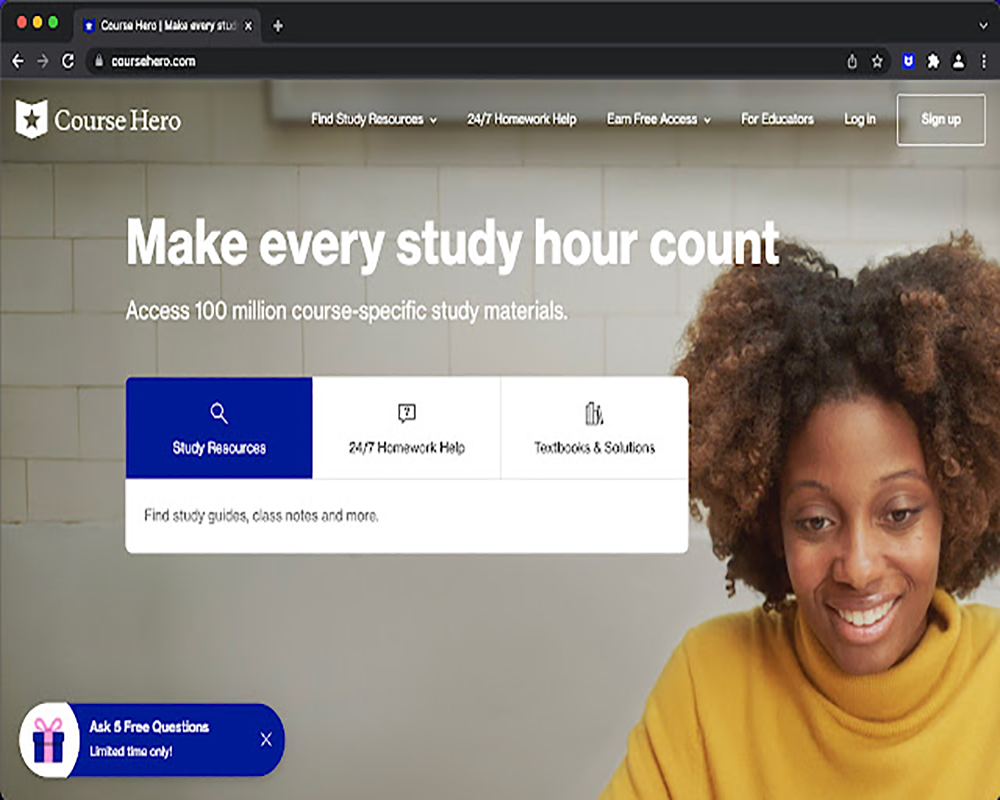 Course Hero | Make every stud
coursehero.com
Course Hero
Find Study Resources
24/7 Homework Help
Earn Free Access
For Educators
Log in
Sign up
Make every study hour count
Access 100 million course-specific study materials.
Study Resources
24/7 Homework Help
Textbooks & Solutions
Find study guides, class notes and more.
Ask 5 Free Questions
Limited time only!